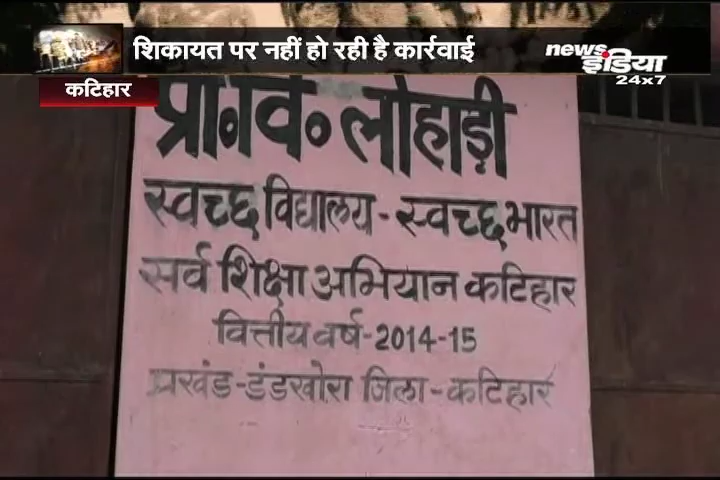 शिकायत पर नहीं हो रही है कार्रवाई
news
इंडिया
24x7
कटिहार
प्रा॰वि॰ लोहाड़ी
स्वच्छ विद्यालय - स्वच्छ भारत
सर्व शिक्षा अभियान कटिहार
वित्तीय वर्ष-2014-15
प्रखंड-डंडखोरा जिला-कटिहार